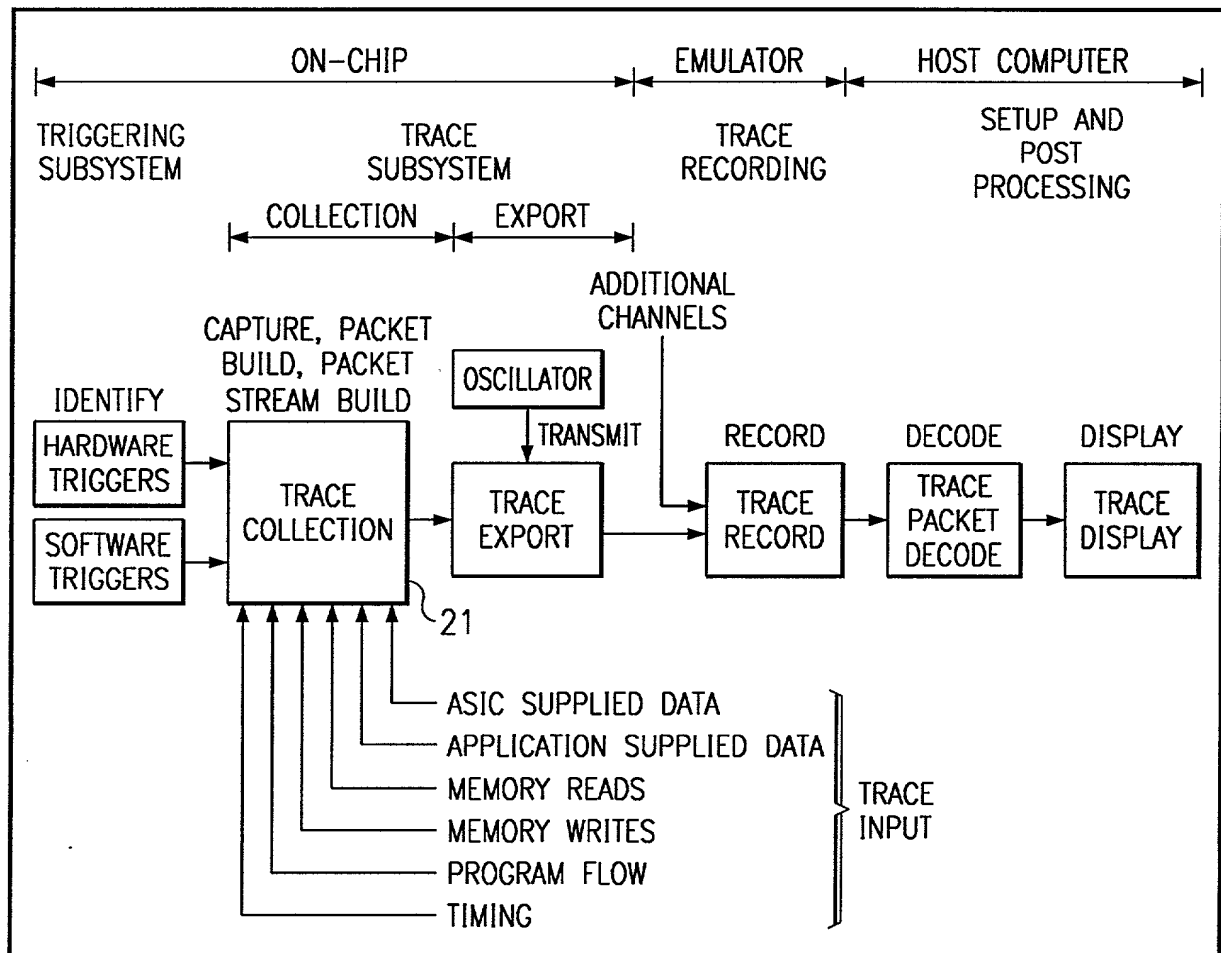 ON-CHIP
EMULATOR
HOST COMPUTER
TRIGGERING
SUBSYSTEM
TRACE
SUBSYSTEM
TRACE
RECORDING
SETUP AND
POST
PROCESSING
COLLECTION
EXPORT
ADDITIONAL
CHANNELS
CAPTURE, PACKET
BUILD, PACKET
STREAM BUILD
OSCILLATOR
IDENTIFY
TRANSMIT
RECORD
DECODE
DISPLAY
HARDWARE
TRIGGERS
SOFTWARE
TRIGGERS
TRACE
COLLECTION
TRACE
EXPORT
TRACE
RECORD
TRACE
PACKET
DECODE
TRACE
DISPLAY
21
ASIC SUPPLIED DATA
APPLICATION SUPPLIED DATA
MEMORY READS
MEMORY WRITES
PROGRAM FLOW
TIMING
TRACE
INPUT